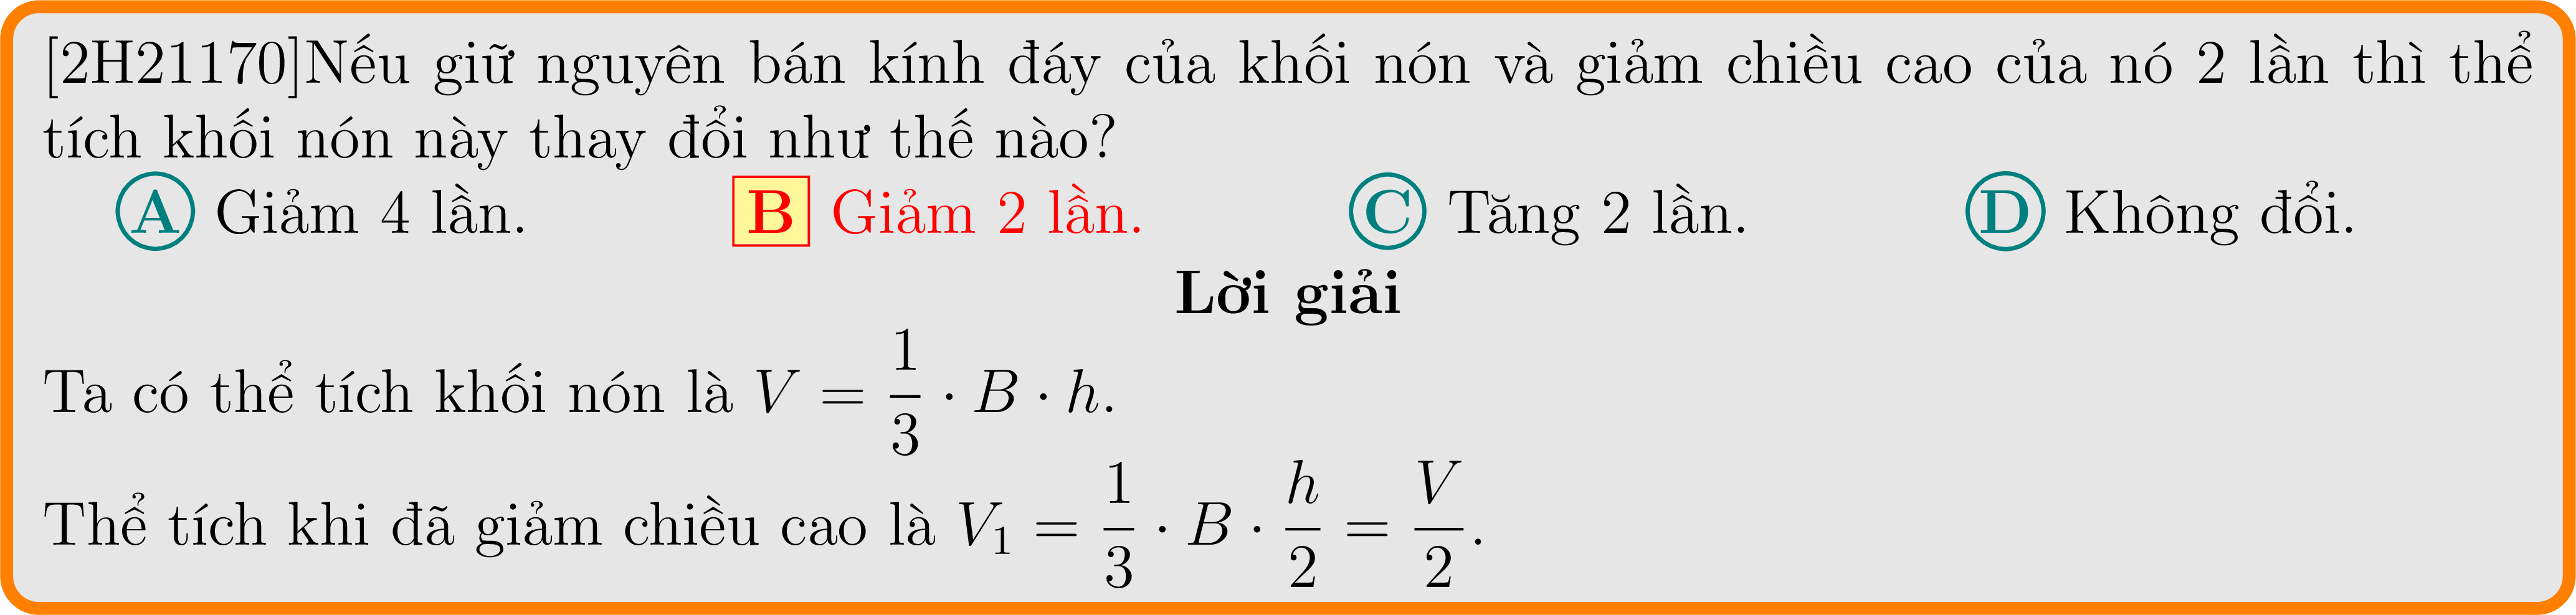 [2H21170]Nếu giữ nguyên bán kính đáy của khối nón và giảm chiều cao của nó 2 lần thì thể
tích khối nón này thay đổi như thế nào?
A Giảm 4 lần. B Giảm 2 lần. C Tăng 2 lần. D Không đổi.
Lời giải
Ta có thể tích khối nón là $V = \frac{1}{3} \cdot B \cdot h$.
Thể tích khi đã giảm chiều cao là $V_1 = \frac{1}{3} \cdot B \cdot \frac{h}{2} = \frac{V}{2}$.